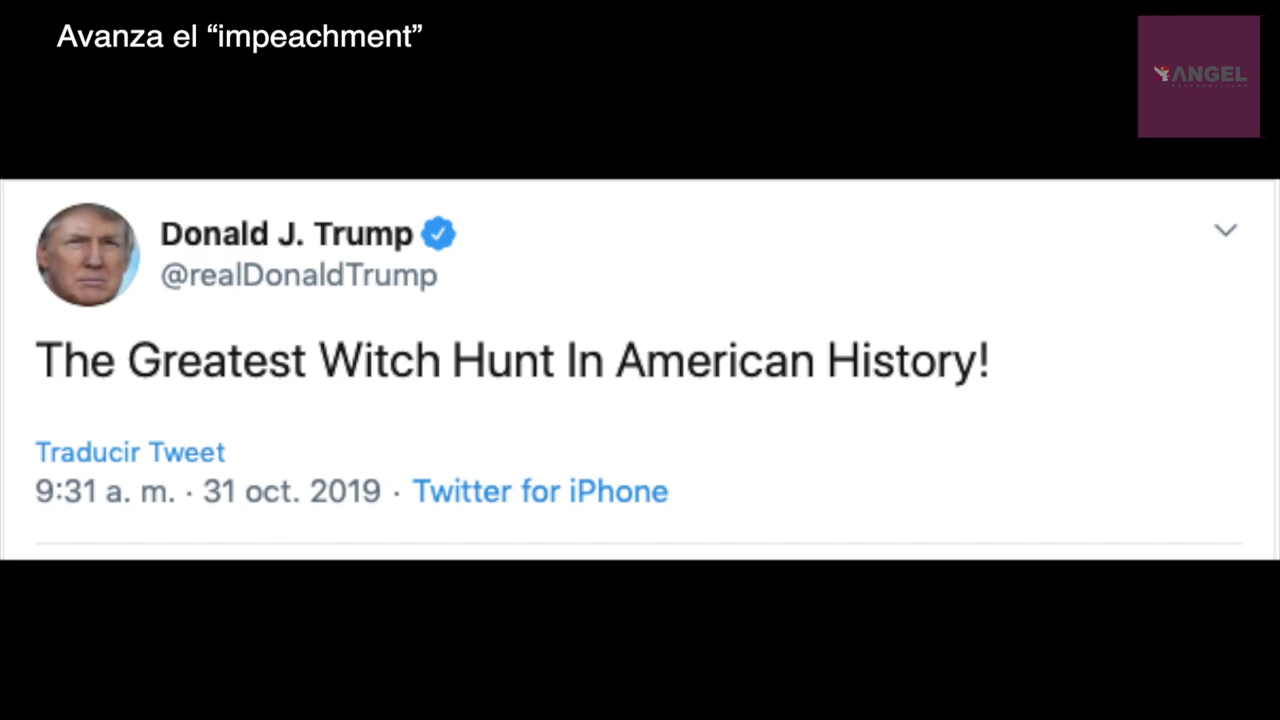 Avanza el “impeachment”
ANGEL
Donald J. Trump
@realDonaldTrump
The Greatest Witch Hunt In American History!
Traducir Tweet
9:31 a. m. · 31 oct. 2019 · Twitter for iPhone